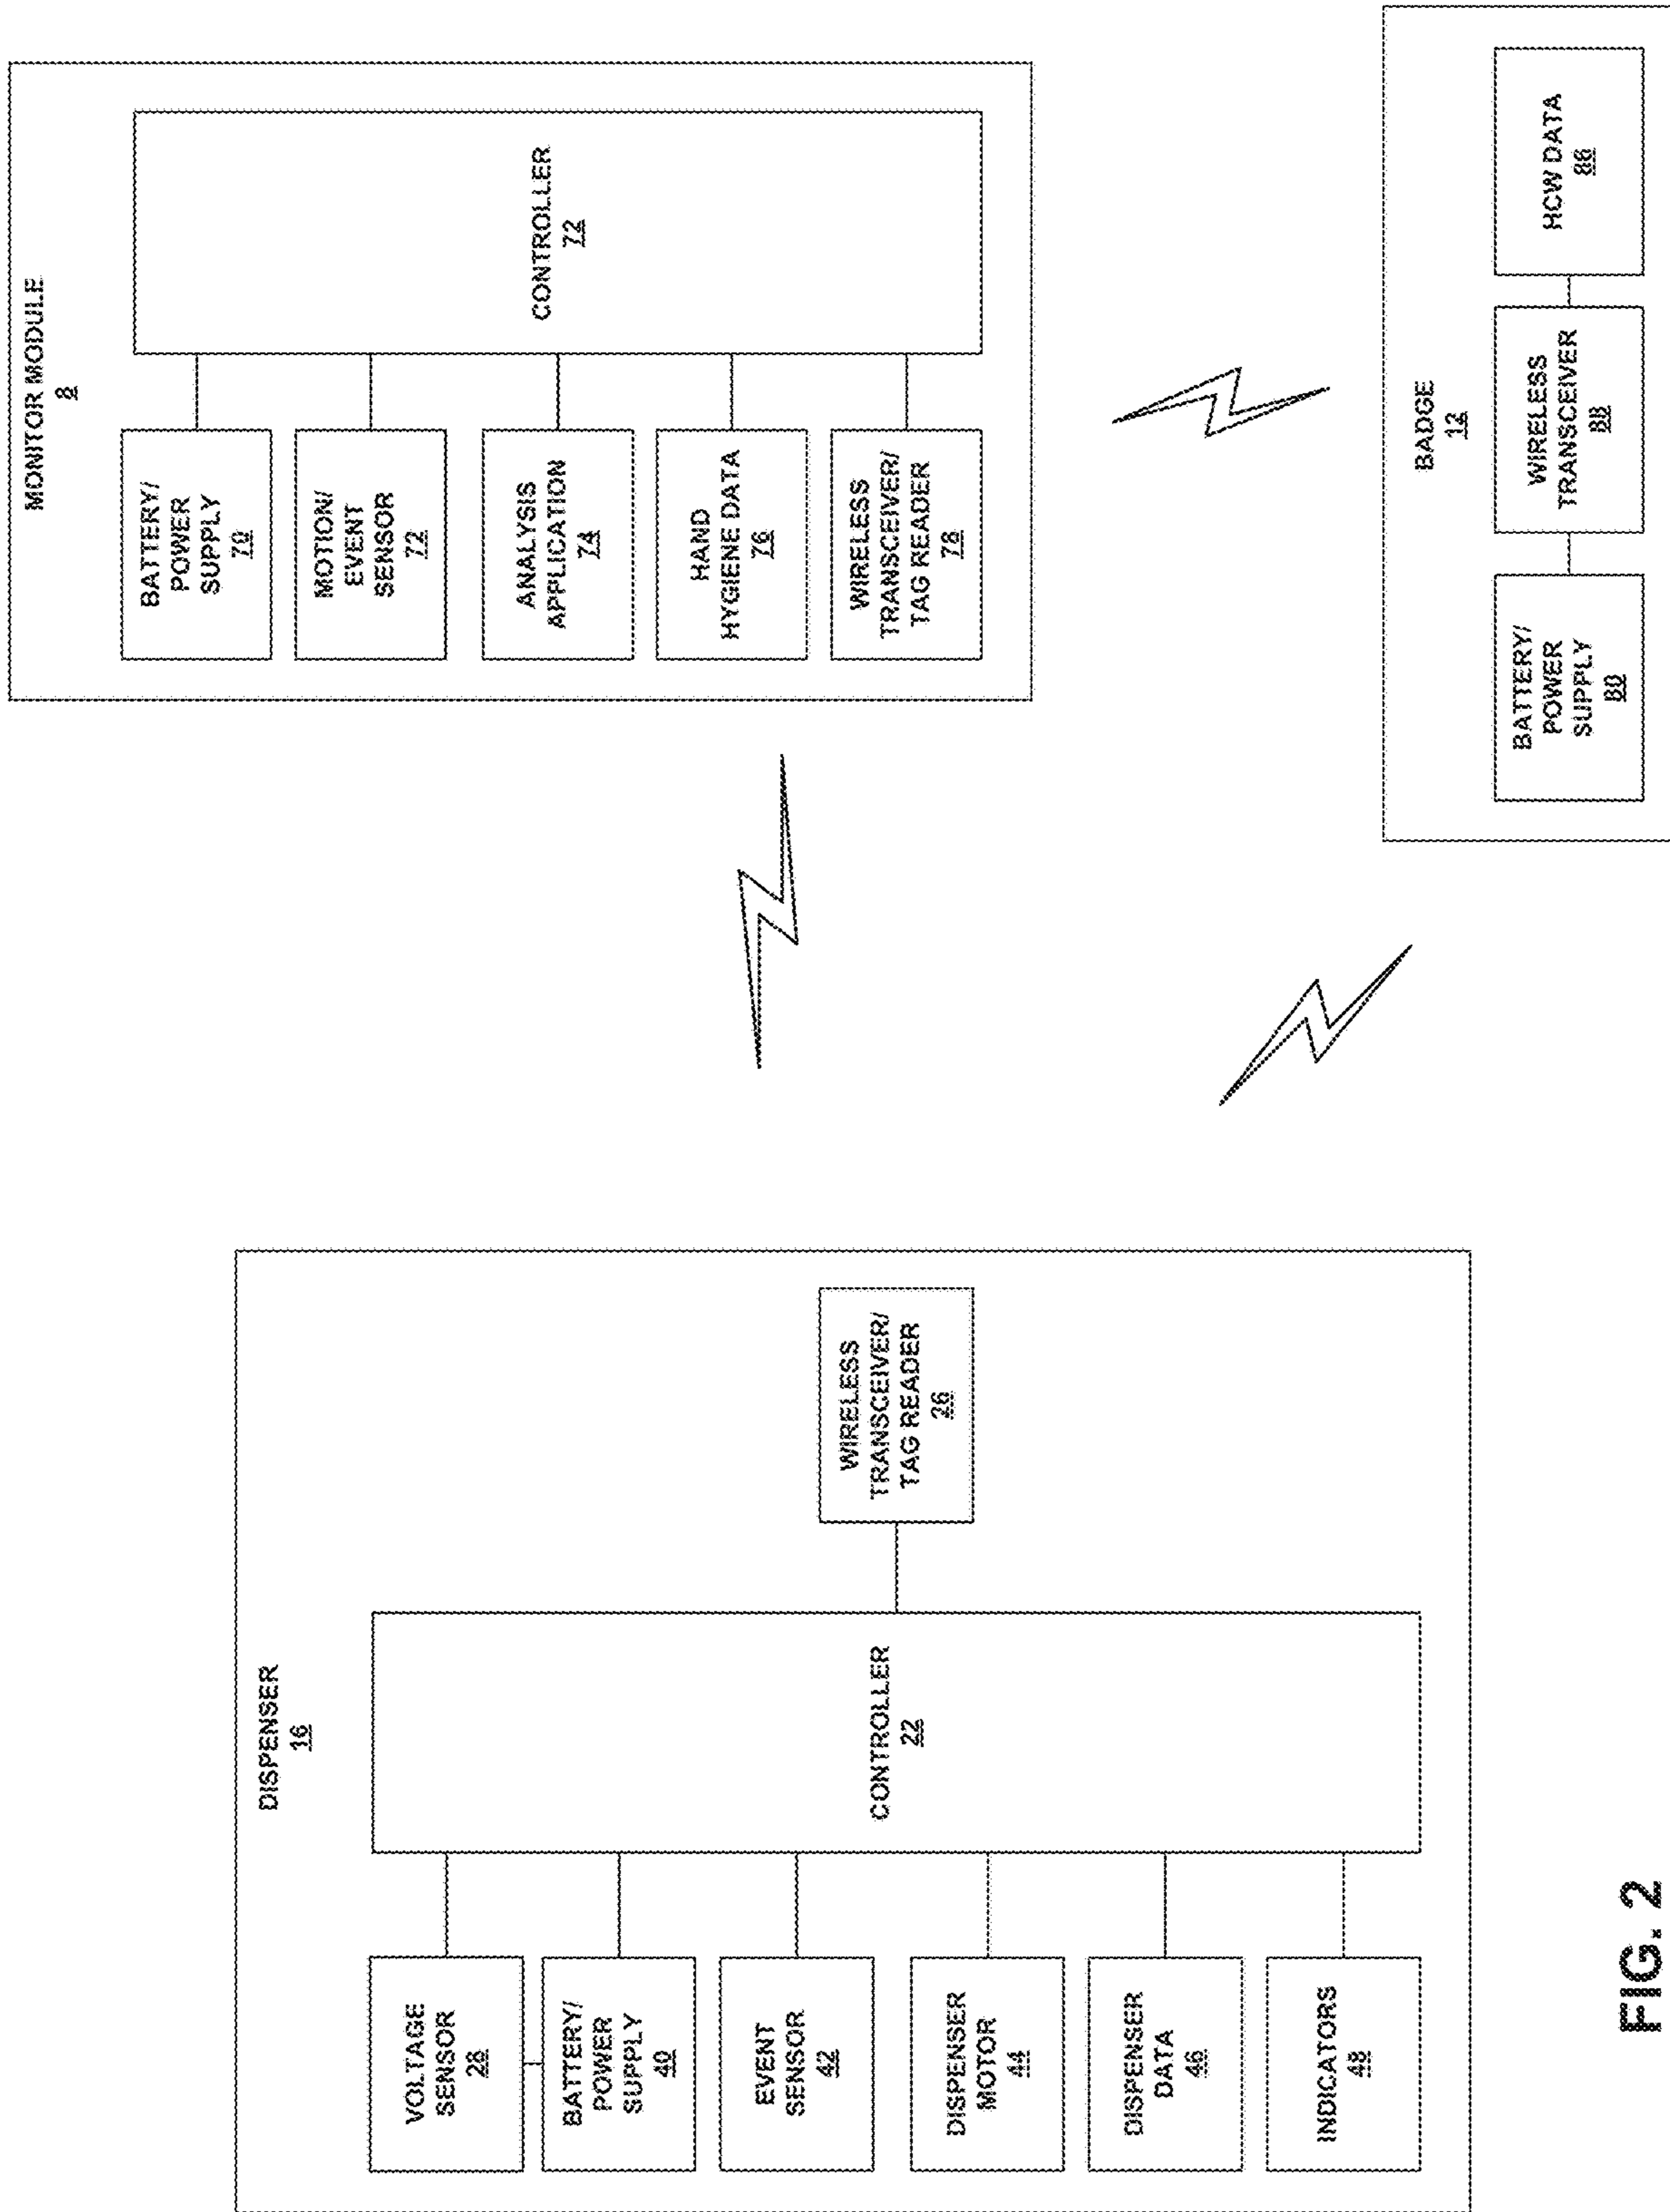 DISPENSER
16
VOLTAGE
SENSOR
28
BATTERY/
POWER
SUPPLY
40
EVENT
SENSOR
42
DISPENSER
MOTOR
44
DISPENSER
DATA
46
INDICATORS
48
CONTROLLER
22
WIRELESS
TRANSCEIVER/
TAG READER
26
MONITOR MODULE
8
BATTERY/
POWER
SUPPLY
70
MOTION/
EVENT
SENSOR
72
ANALYSIS
APPLICATION
74
HAND
HYGIENE DATA
76
WIRELESS
TRANSCEIVER/
TAG READER
78
CONTROLLER
72
BADGE
12
BATTERY/
POWER
SUPPLY
80
WIRELESS
TRANSCEIVER
88
HCW DATA
86
FIG. 2